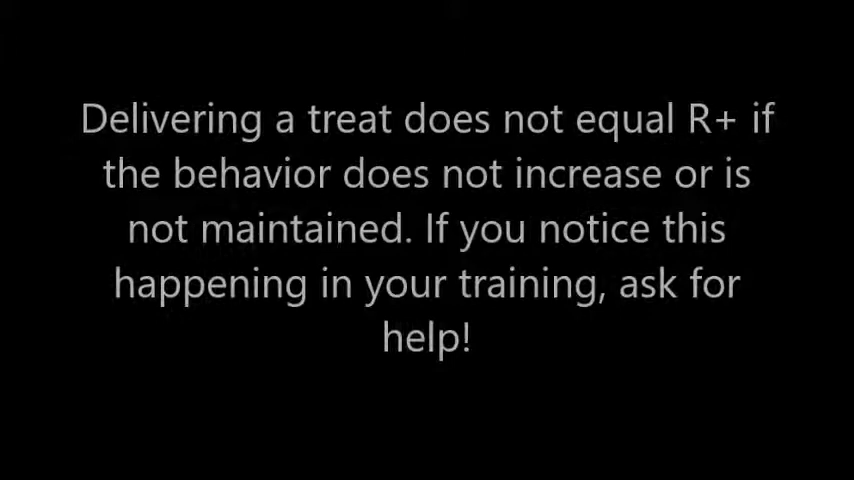 Delivering a treat does not equal R+ if
the behavior does not increase or is
not maintained. If you notice this
happening in your training, ask for
help!